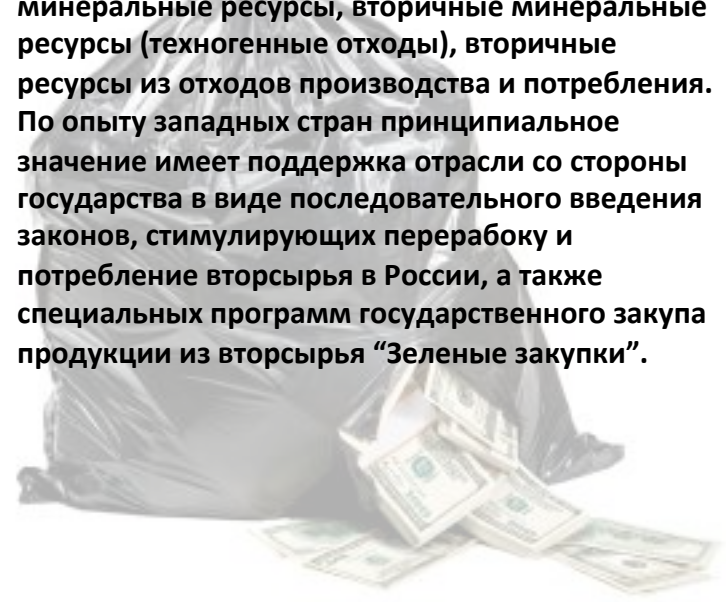 минеральные ресурсы, вторичные минеральные
ресурсы (техногенные отходы), вторичные
ресурсы из отходов производства и потребления.
По опыту западных стран принципиальное
значение имеет поддержка отрасли со стороны
государства в виде последовательного введения
законов, стимулирующих перерабоку и
потребление вторсырья в России, а также
специальных программ государственного закупа
продукции из вторсырья “Зеленые закупки”.